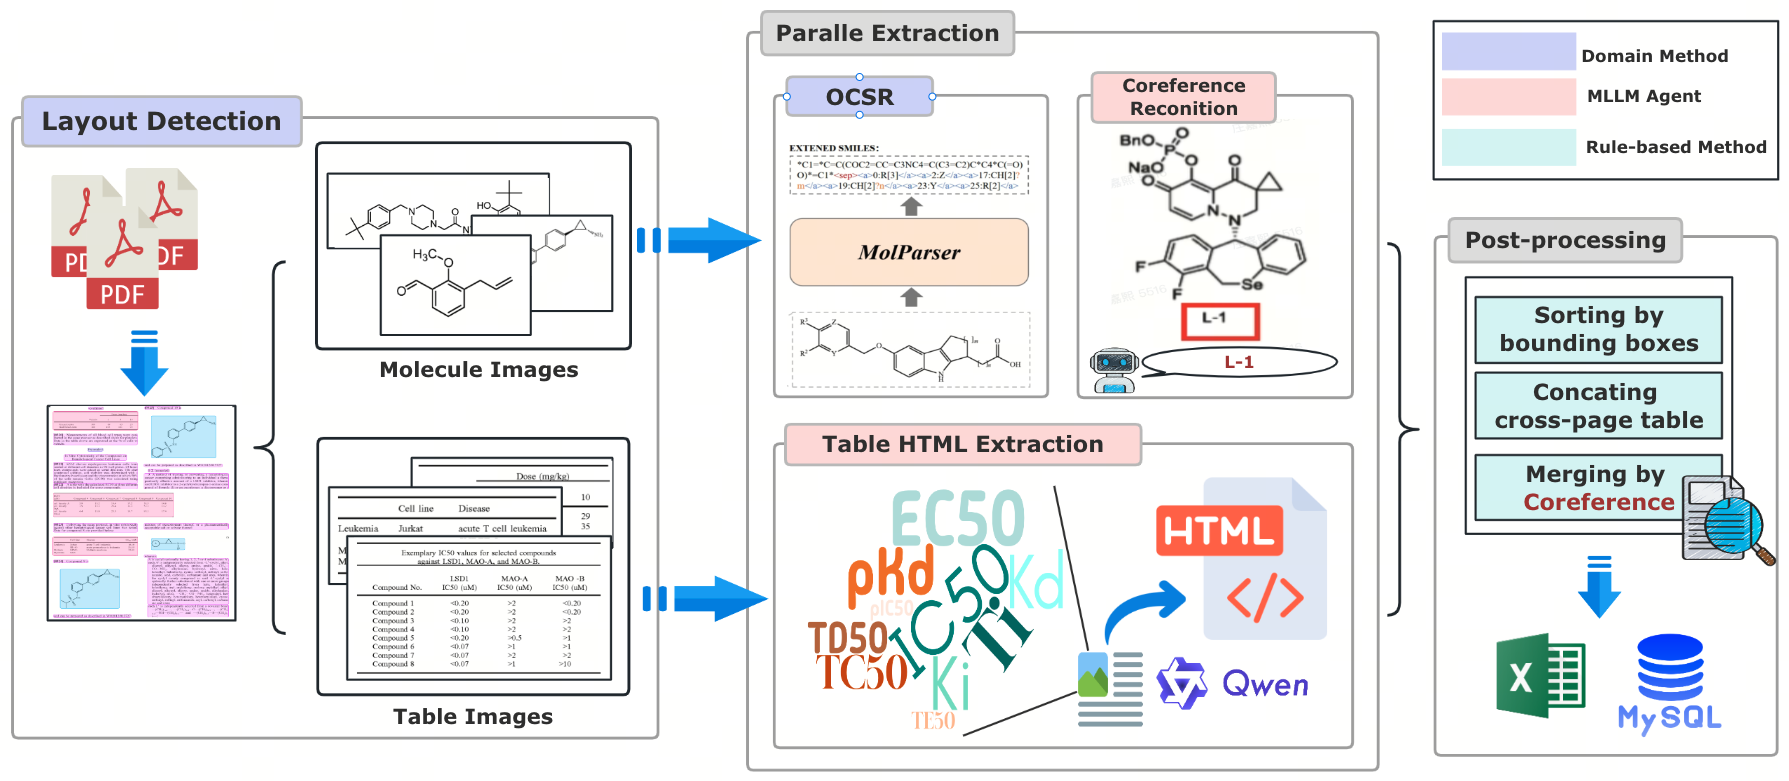 Layout Detection
PDF
PDF
PDF
H₃C
O
O
N
N
O
N
HO
Molecule Images
Dose (mg/kg)
10
29
35
Cell line Disease
Leukemia Jurkat acute T cell leukemia
M
M
Exemplary IC50 values for selected compounds
against LSD1, MAO-A, and MAO-B.
LSD1 MAO-A MAO -B
Compound No. IC50 (uM) IC50 (uM) IC50 (uM)
Compound 1 <0.20 >2 <0.20
Compound 2 <0.20 >2 <0.20
Compound 3 <0.10 >2 >2
Compound 4 <0.10 >2 >2
Compound 5 <0.20 >0.5 >1
Compound 6 <0.07 >1 >1
Compound 7 <0.07 >2 >2
Compound 8 <0.07 >1 >10
Table Images
Paralle Extraction
OCSR
EXTENED SMILES:
*C1=*C=C(COC2=CC=C3NC4=C(C3=C2)C*C4*C(=O)
O)*=C1*<sep><a>0:R[3]</a><a>2:Z</a><a>17:CH[2]?
m</a><a>19:CH[2]?n</a><a>23:Y</a><a>25:R[2]</a>
MolParser
R³
Z
R²
Y
O
N
H
O
OH
Coreference
Reconition
BnO
O
P
NaO
O
O
O
N
N
F
F
Se
L-1
L-1
Table HTML Extraction
EC50
pKd
pIC50
IC50
Kd
TD50
TC50
Ki
Ti
TE50
HTML
</>
Qwen
Domain Method
MLLM Agent
Rule-based Method
Post-processing
Sorting by
bounding boxes
Concating
cross-page table
Merging by
Coreference
X
MySQL